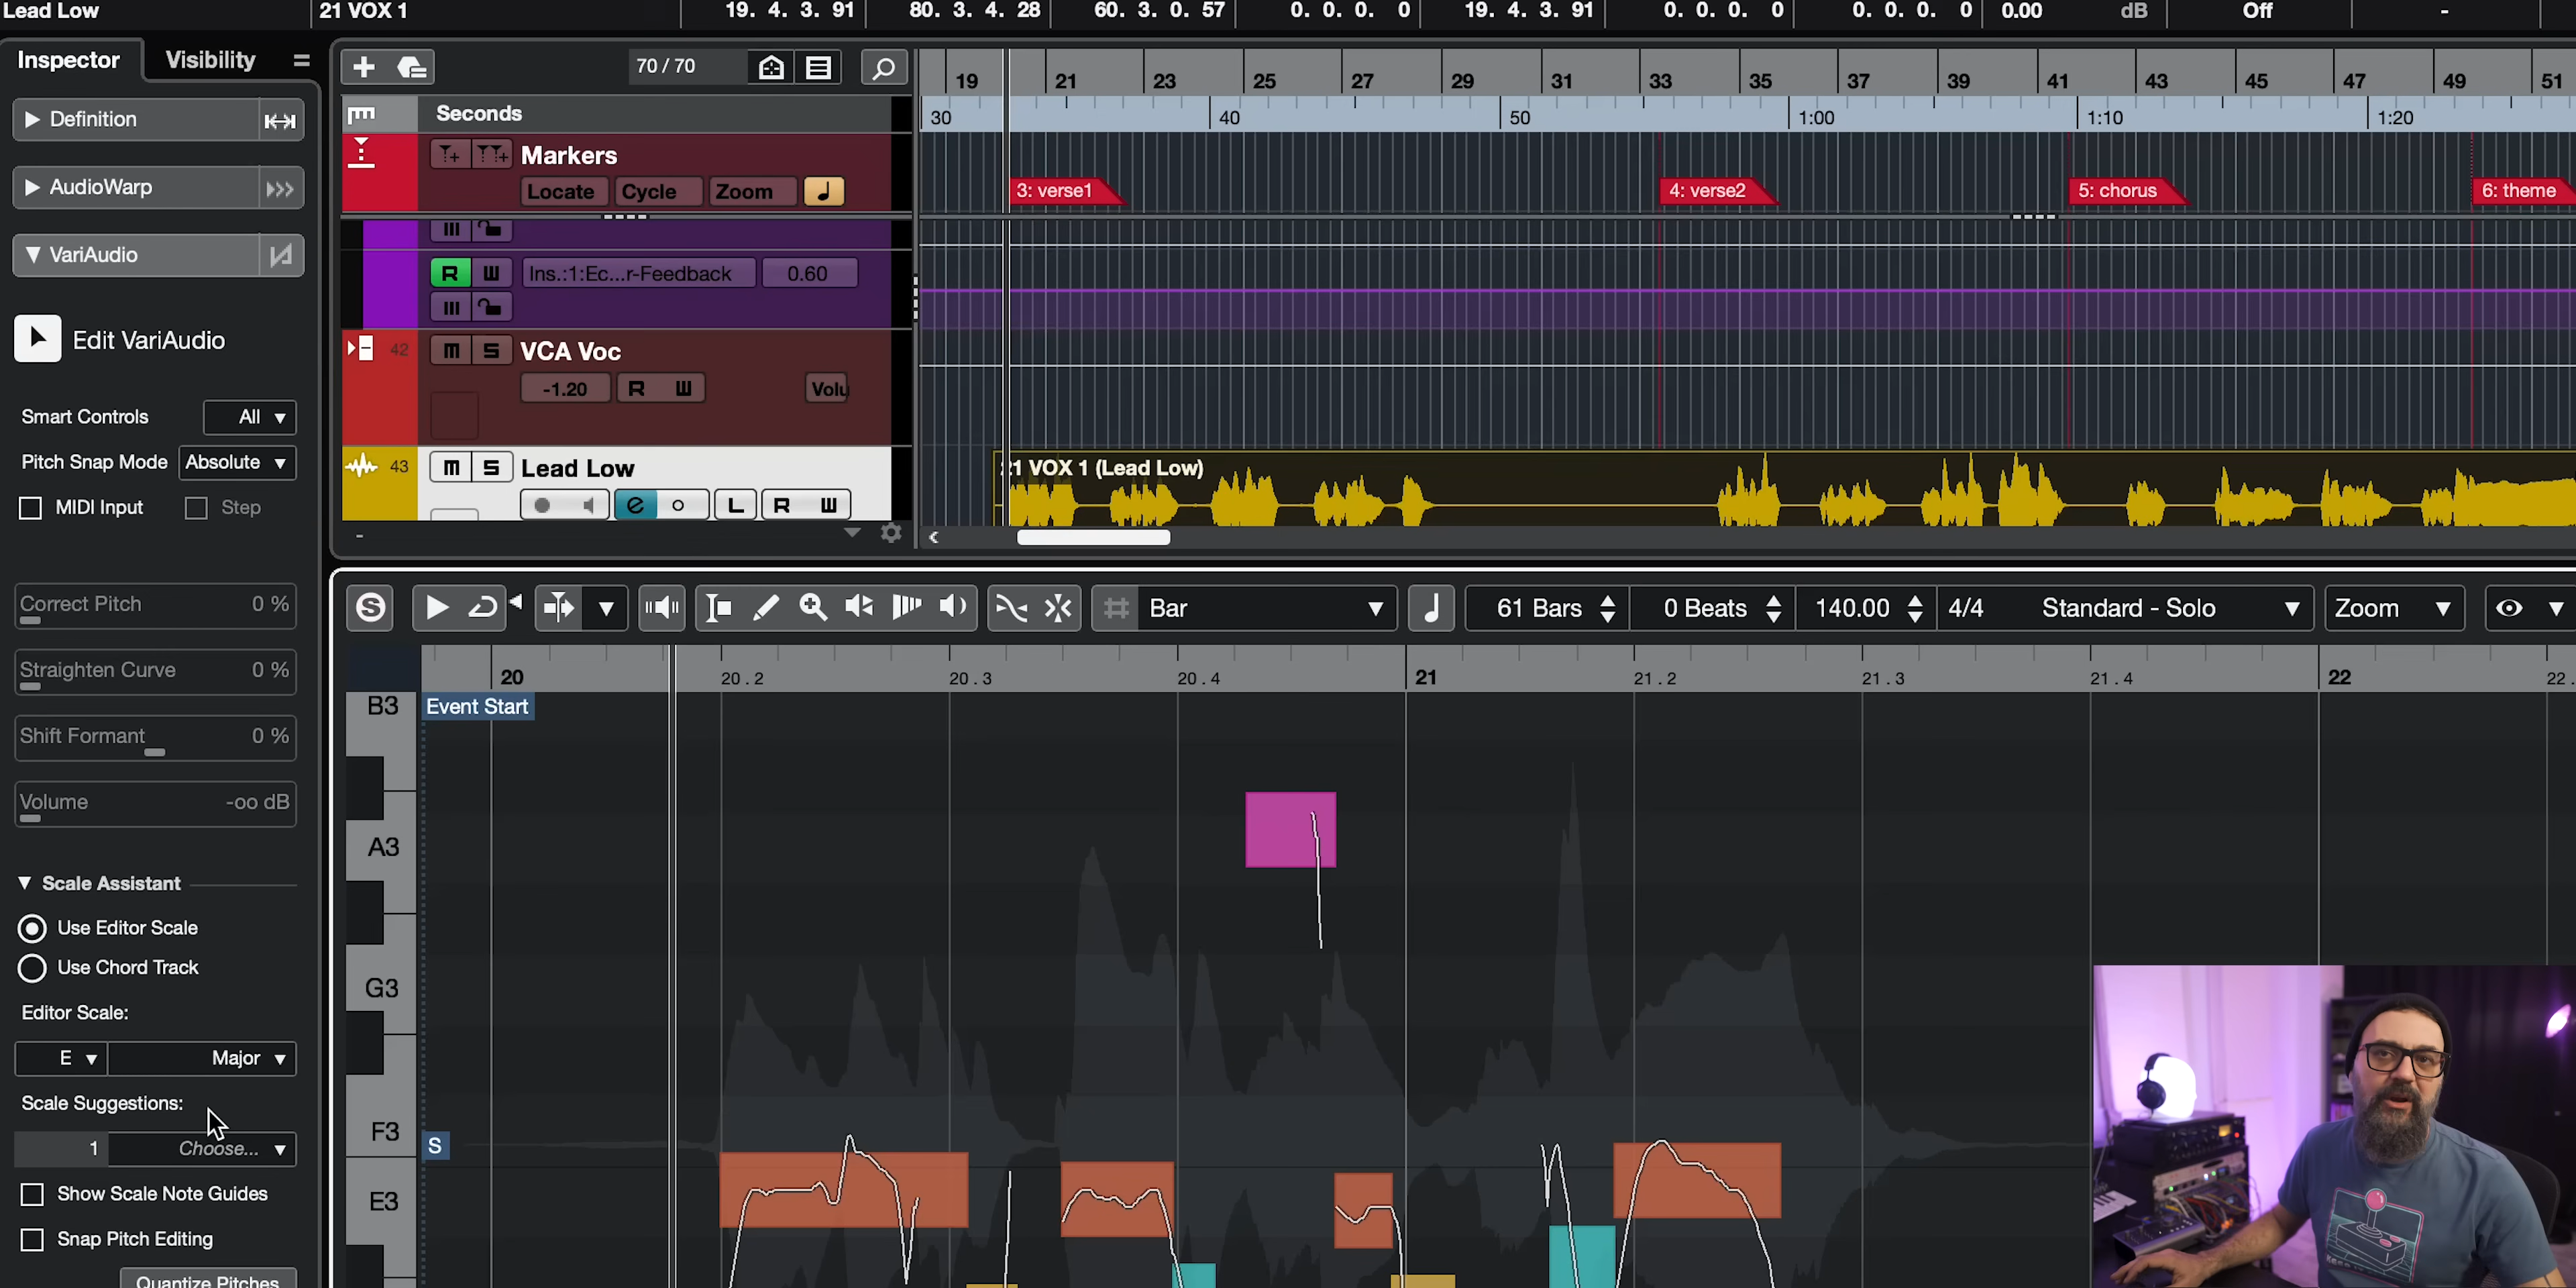 Lead Low 21 VOX 1 19. 4. 3. 91 80. 3. 4. 28 60. 3. 0. 57 0. 0. 0. 0 19. 4. 3. 91 0. 0. 0. 0 0. 0. 0. 0 0.00 dB Off -
Inspector Visibility
70 / 70
19 21 23 25 27 29 31 33 35 37 39 41 43 45 47 49 51
Definition
Seconds
30 40 50 1:00 1:10 1:20
Markers
AudioWarp
Locate Cycle Zoom
3: verse1 4: verse2 5: chorus 6: theme
VariAudio
R W Ins.:1:Ec...r-Feedback 0.60
Edit VariAudio
42 M S VCA Voc
-1.20 R W Volu
Smart Controls All
Pitch Snap Mode Absolute
43 M S Lead Low
21 VOX 1 (Lead Low)
MIDI Input Step
e L R W
-
Correct Pitch 0 %
S Bar 61 Bars 0 Beats 140.00 4/4 Standard - Solo Zoom
Straighten Curve 0 %
20 20.2 20.3 20.4 21 21.2 21.3 21.4 22 22.
B3 Event Start
Shift Formant 0 %
Volume -oo dB
A3
Scale Assistant
Use Editor Scale
Use Chord Track
G3
Editor Scale:
E Major
Scale Suggestions:
F3 S
1 Choose...
Show Scale Note Guides
E3
Snap Pitch Editing
Quantize Pitches